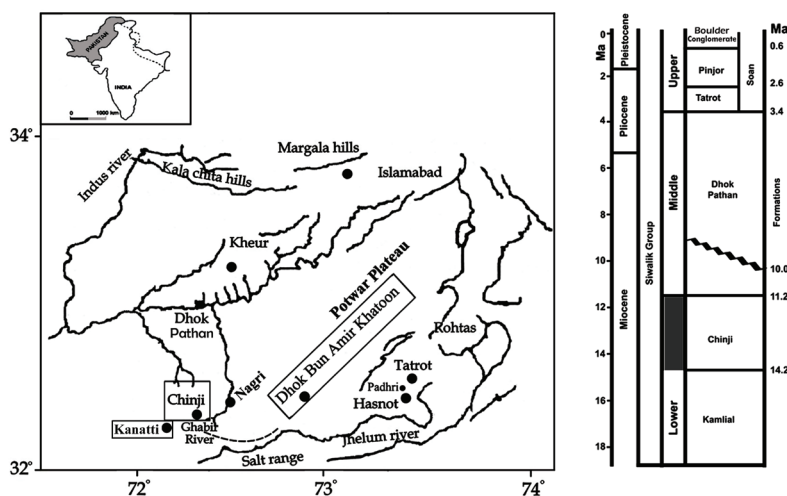 PAKISTAN
INDIA
0 1000 km
34°
32°
72°
73°
74°
Margala hills
Islamabad
Indus river
Kala chita hills
Kheur
Potwar Plateau
Dhok Bun Amir Khatoon
Dhok
Pathan
Rohtas
Tatrot
Padhri
Hasnot
Chinji
Nagri
Kanatti
Ghabir
River
Jhelum river
Salt range
Ma
0
2
4
6
8
10
12
14
16
18
Pleistocene
Pliocene
Miocene
Siwalik Group
Upper
Middle
Lower
Boulder
Conglomerate
Pinjor
Tatrot
Soan
Dhok
Pathan
Chinji
Kamlial
Ma
0.6
2.6
3.4
Formations
10.0
11.2
14.2